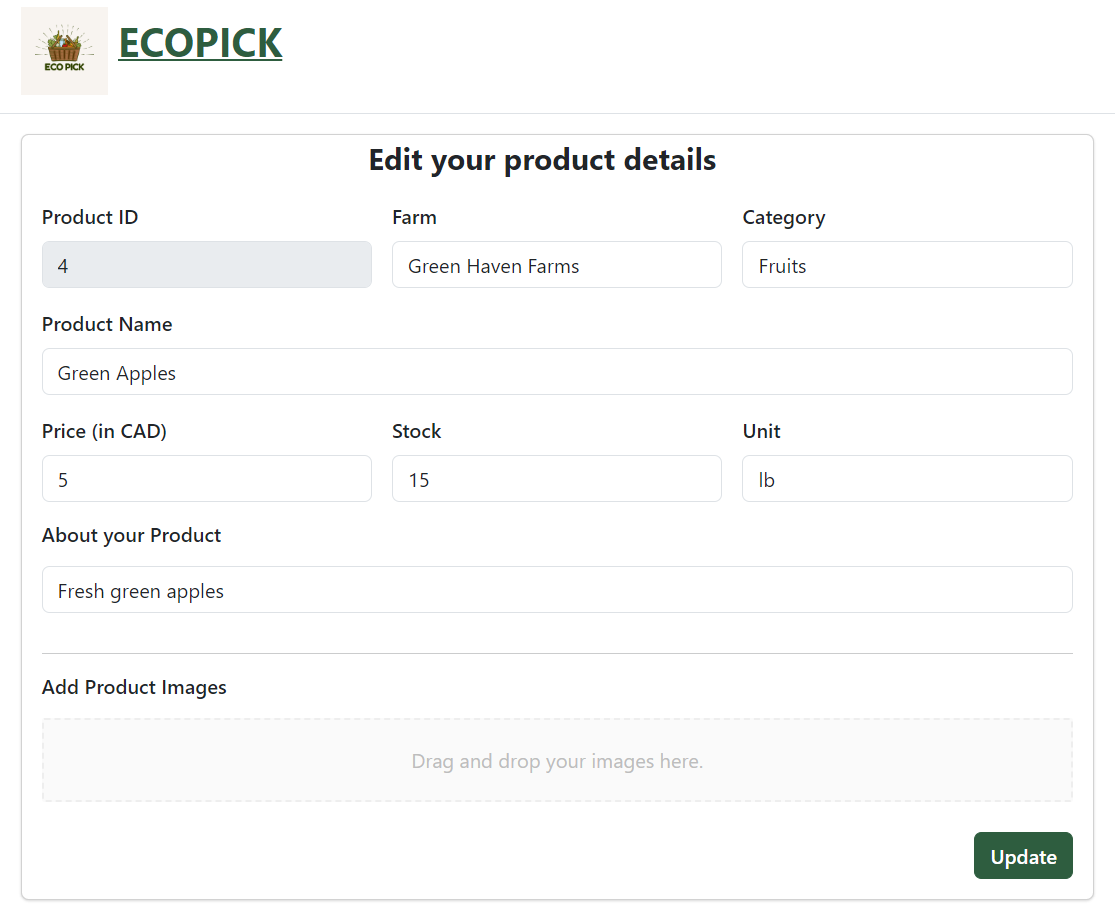 ECO PICK
ECOPICK
Edit your product details
Product ID Farm Category
4 Green Haven Farms Fruits
Product Name
Green Apples
Price (in CAD) Stock Unit
5 15 lb
About your Product
Fresh green apples
Add Product Images
Drag and drop your images here.
Update